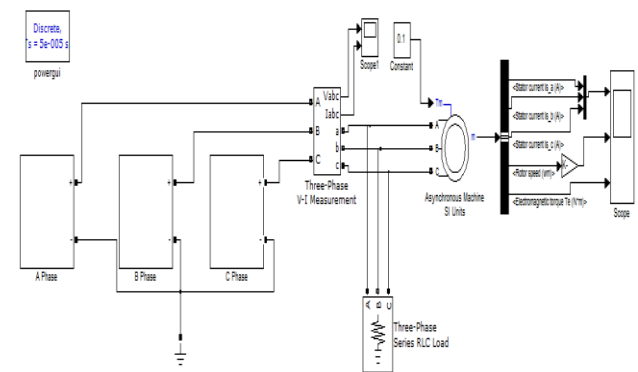 Discrete,
s = 5e-005 s
powergui
Vabc
Iabc
A
B
C
a
b
c
Three-Phase
V-I Measurement
Scope1
0.1
Constant
Tm
A
B
C
m
Asynchronous Machine
SI Units
<Stator current is_a (A)>
<Stator current is_b (A)>
<Stator current is_c (A)>
<Rotor speed (wm)>
<Electromagnetic torque Te (N*m)>
K-
Scope
+
-
A Phase
+
-
B Phase
+
-
C Phase
A
B
C
Three-Phase
Series RLC Load